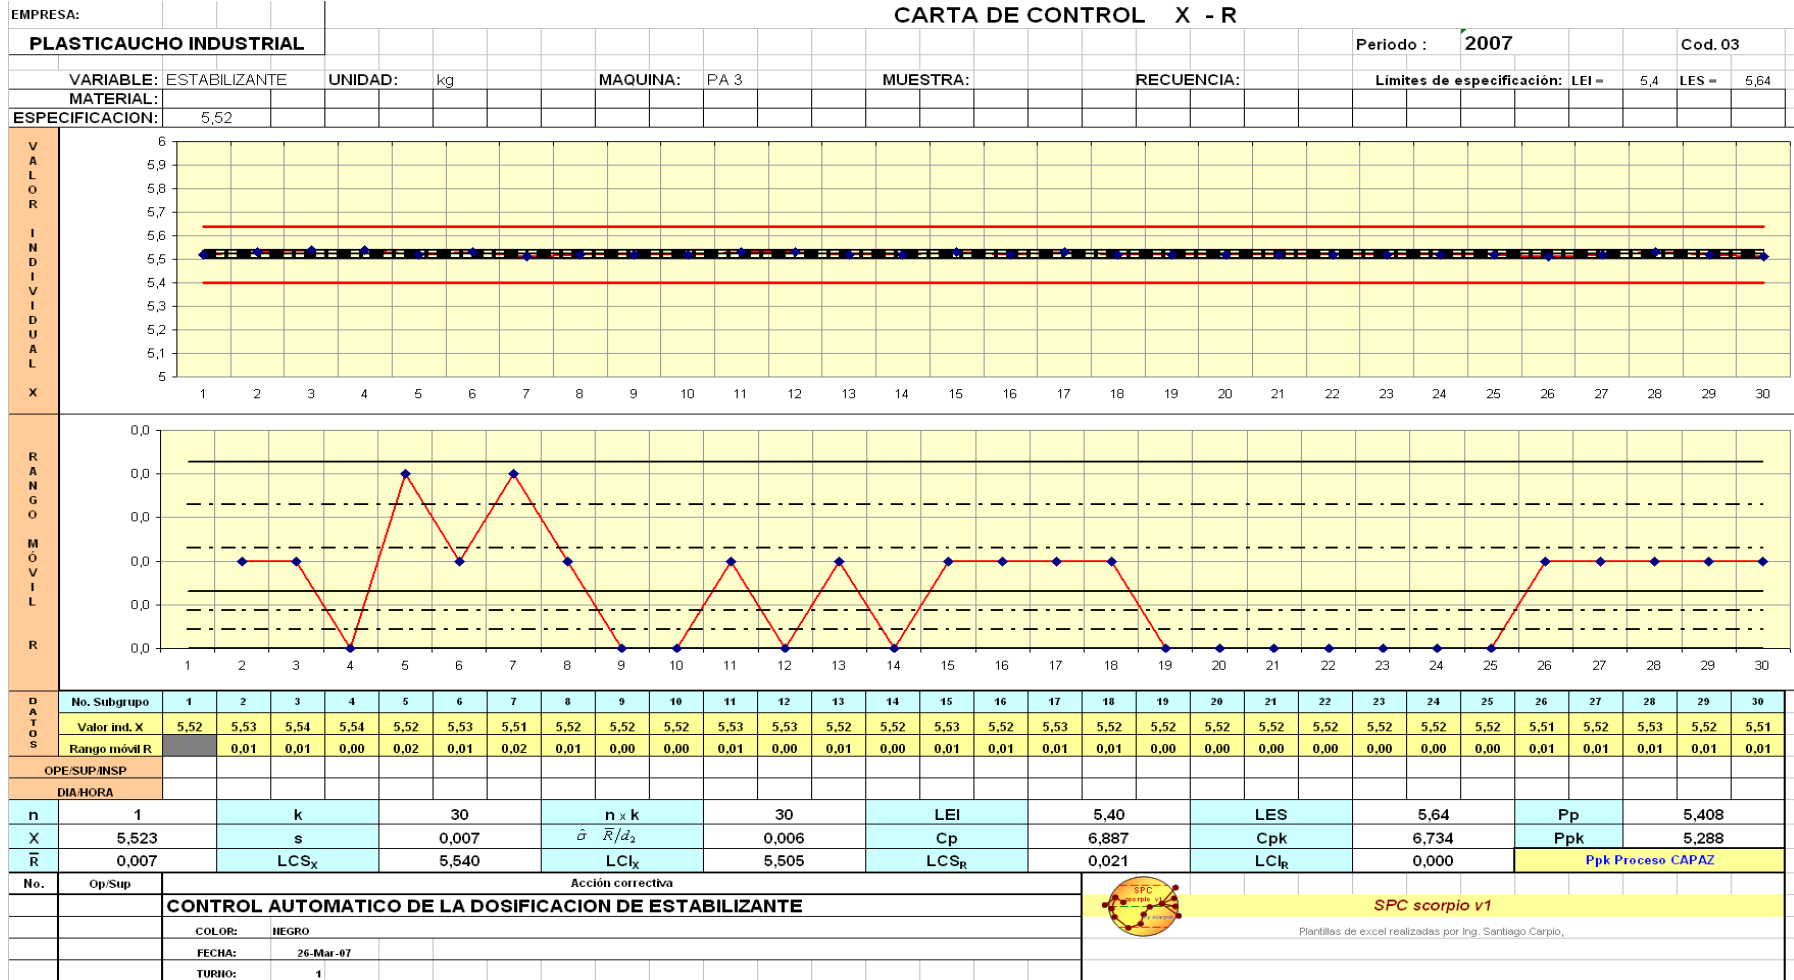 EMPRESA:
CARTA DE CONTROL X - R
PLASTICAUCHO INDUSTRIAL
Periodo : 2007 Cod. 03
VARIABLE: ESTABILIZANTE UNIDAD: kg MAQUINA: PA 3 MUESTRA: RECUENCIA: Límites de especificación: LEI = 5,4 LES = 5,64
MATERIAL:
ESPECIFICACION: 5,52
VALOR INDIVIDUAL X
6
5,9
5,8
5,7
5,6
5,5
5,4
5,3
5,2
5,1
5
1 2 3 4 5 6 7 8 9 10 11 12 13 14 15 16 17 18 19 20 21 22 23 24 25 26 27 28 29 30
RANGO MÓVIL R
0,0
0,0
0,0
0,0
0,0
0,0
1 2 3 4 5 6 7 8 9 10 11 12 13 14 15 16 17 18 19 20 21 22 23 24 25 26 27 28 29 30
DATOS
No. Subgrupo 1 2 3 4 5 6 7 8 9 10 11 12 13 14 15 16 17 18 19 20 21 22 23 24 25 26 27 28 29 30
Valor ind. X 5,52 5,53 5,54 5,54 5,52 5,53 5,51 5,52 5,52 5,52 5,53 5,53 5,52 5,52 5,53 5,52 5,53 5,52 5,52 5,52 5,52 5,52 5,52 5,52 5,52 5,51 5,52 5,53 5,52 5,51
Rango móvil R 0,01 0,01 0,00 0,02 0,01 0,02 0,01 0,00 0,00 0,01 0,00 0,01 0,00 0,01 0,01 0,01 0,01 0,00 0,00 0,00 0,00 0,00 0,00 0,00 0,01 0,01 0,01 0,01 0,01
OPE/SUP/INSP
DIA/HORA
n 1 k 30 n x k 30 LEI 5,40 LES 5,64 Pp 5,408
X 5,523 s 0,007 σ̂ R̅/d₂ 0,006 Cp 6,887 Cpk 6,734 Ppk 5,288
R̅ 0,007 LCSX 5,540 LCIX 5,505 LCSR 0,021 LCIR 0,000 Ppk Proceso CAPAZ
No. Op/Sup Acción correctiva
CONTROL AUTOMATICO DE LA DOSIFICACION DE ESTABILIZANTE
SPC
SPC scorpio v1
COLOR: NEGRO
Plantillas de excel realizadas por Ing. Santiago Carpio,
FECHA: 26-Mar-07
TURNO: 1